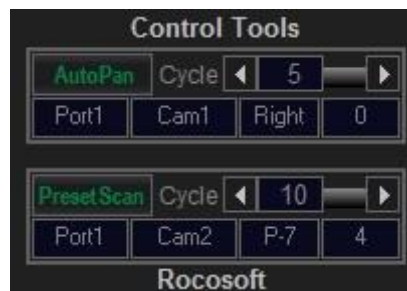 Control Tools
AutoPan Cycle 5
Port1 Cam1 Right 0
PresetScan Cycle 10
Port1 Cam2 P-7 4
Rocosoft